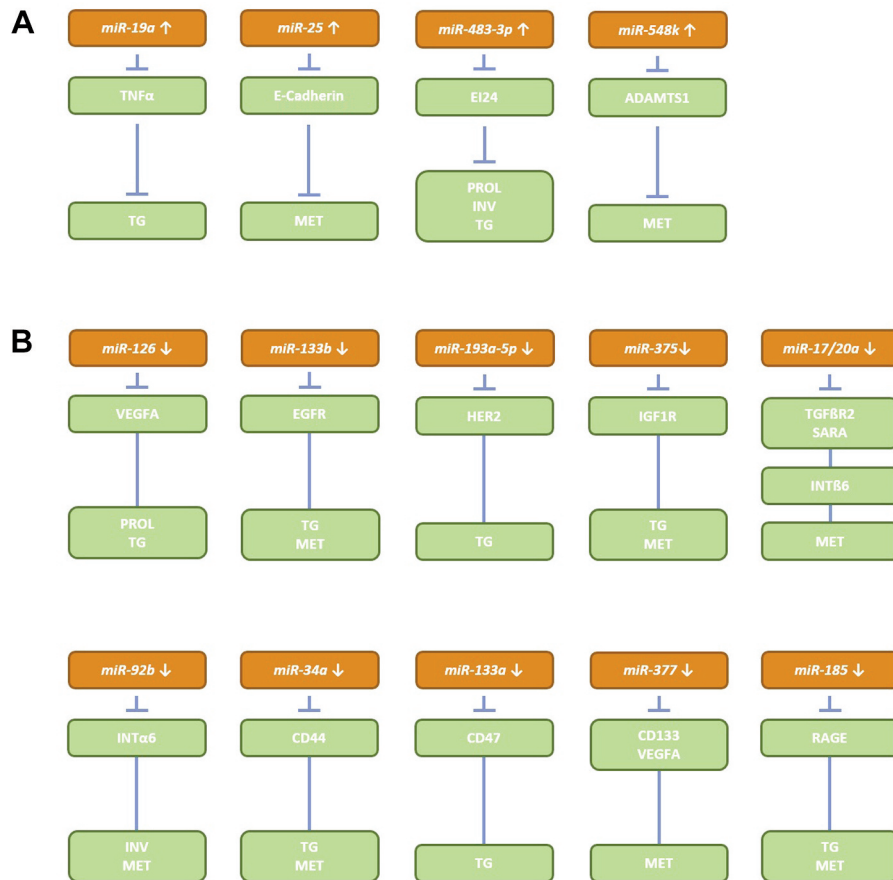 A
miR-19a ↑
miR-25 ↑
miR-483-3p ↑
miR-548k ↑
TNFα
E-Cadherin
EI24
ADAMTS1
TG
MET
PROL
INV
TG
MET
B
miR-126 ↓
miR-133b ↓
miR-193a-5p ↓
miR-375↓
miR-17/20a ↓
VEGFA
EGFR
HER2
IGF1R
TGFßR2
SARA
INTß6
PROL
TG
TG
MET
TG
TG
MET
MET
miR-92b ↓
miR-34a ↓
miR-133a ↓
miR-377 ↓
miR-185 ↓
INTα6
CD44
CD47
CD133
VEGFA
RAGE
INV
MET
TG
MET
TG
MET
TG
MET